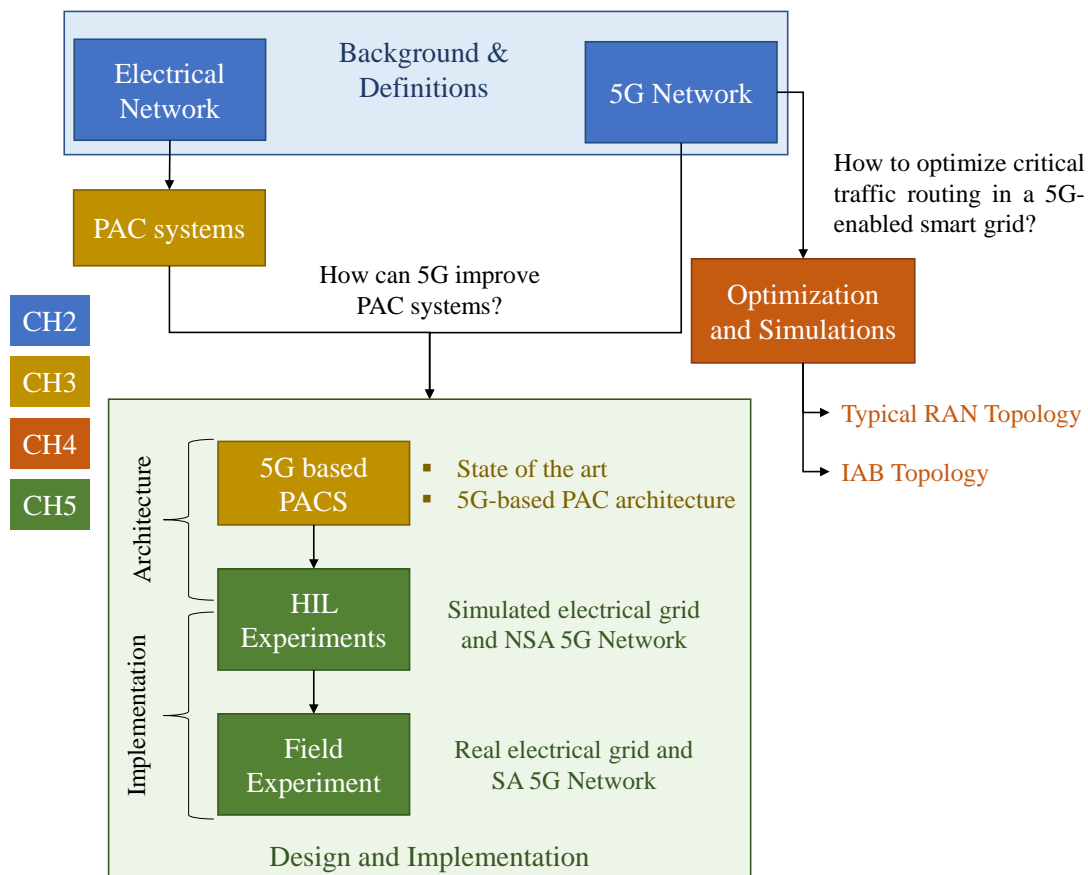 Background &
Definitions
Electrical
Network
5G Network
How to optimize critical
traffic routing in a 5G-
enabled smart grid?
PAC systems
How can 5G improve
PAC systems?
Optimization
and Simulations
CH2
CH3
CH4
CH5
Typical RAN Topology
IAB Topology
Architecture
5G based
PACS
▪ State of the art
▪ 5G-based PAC architecture
HIL
Experiments
Simulated electrical grid
and NSA 5G Network
Implementation
Field
Experiment
Real electrical grid and
SA 5G Network
Design and Implementation